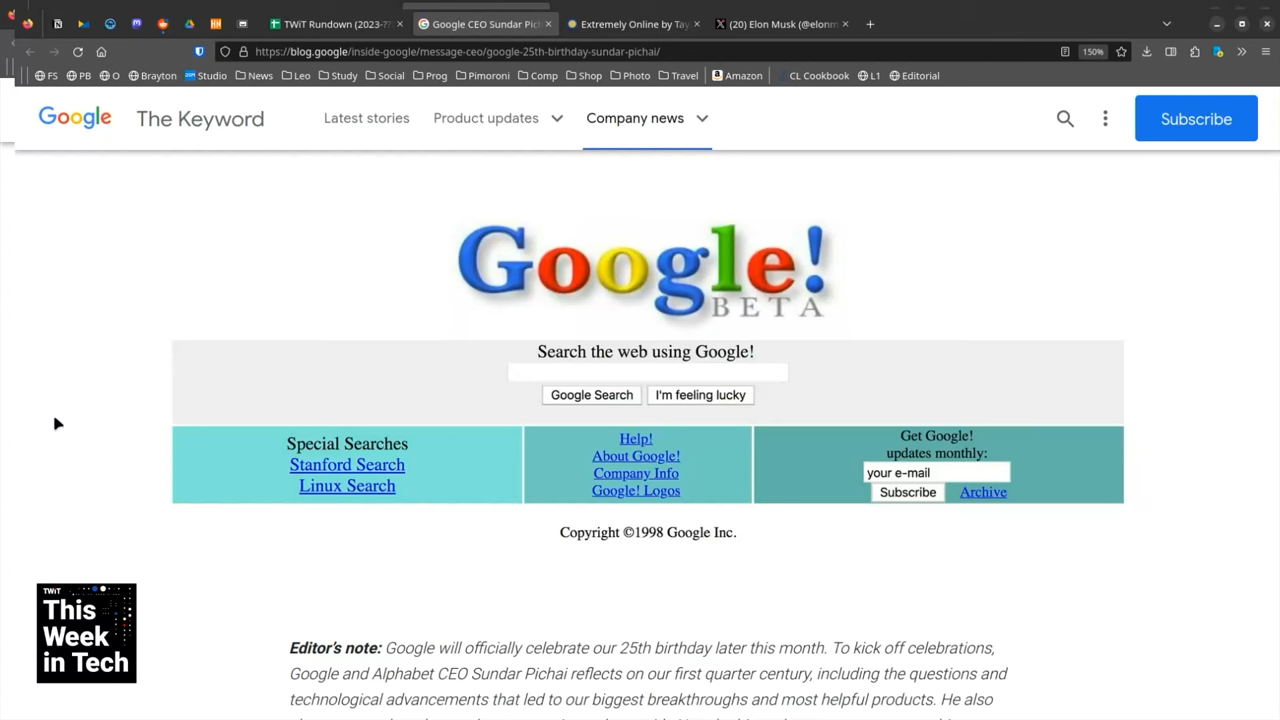 TWiT Rundown (2023-??
Google CEO Sundar Pich
Extremely Online by Tay
(20) Elon Musk (@elonm
https://blog.google/inside-google/message-ceo/google-25th-birthday-sundar-pichai/
150%
FS PB O Brayton Studio News Leo Study Social Prog Pimoroni Comp Shop Photo Travel Amazon CL Cookbook L1 Editorial
Google The Keyword Latest stories Product updates Company news Subscribe
Google!
BETA
Search the web using Google!
Google Search I'm feeling lucky
Special Searches
Stanford Search
Linux Search
Help!
About Google!
Company Info
Google! Logos
Get Google!
updates monthly:
your e-mail
Subscribe Archive
Copyright ©1998 Google Inc.
TWiT
This
Week
in Tech
Editor's note: Google will officially celebrate our 25th birthday later this month. To kick off celebrations,
Google and Alphabet CEO Sundar Pichai reflects on our first quarter century, including the questions and
technological advancements that led to our biggest breakthroughs and most helpful products. He also